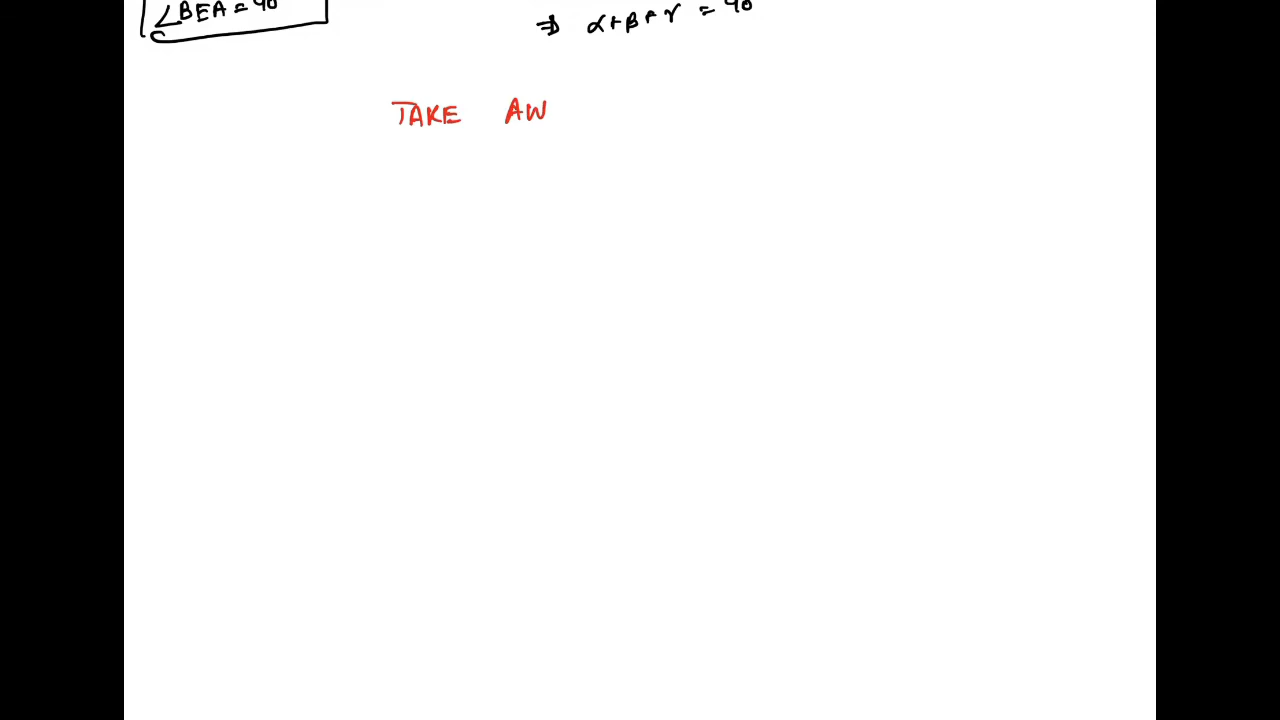 ∠BEA = 90
⇒ α+β+γ = 90
TAKE AW